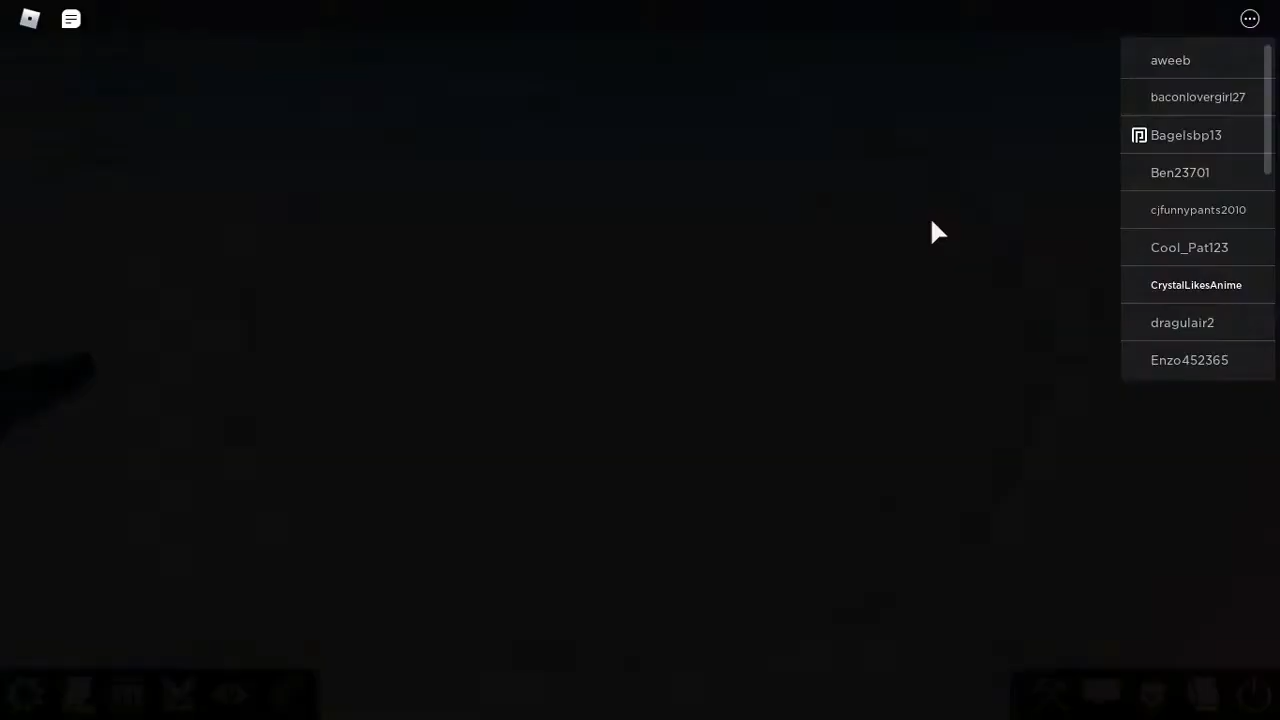 aweeb
baconlovergirl27
Bagelsbp13
Ben23701
cjfunnypants2010
Cool_Pat123
CrystalLikesAnime
dragulair2
Enzo452365